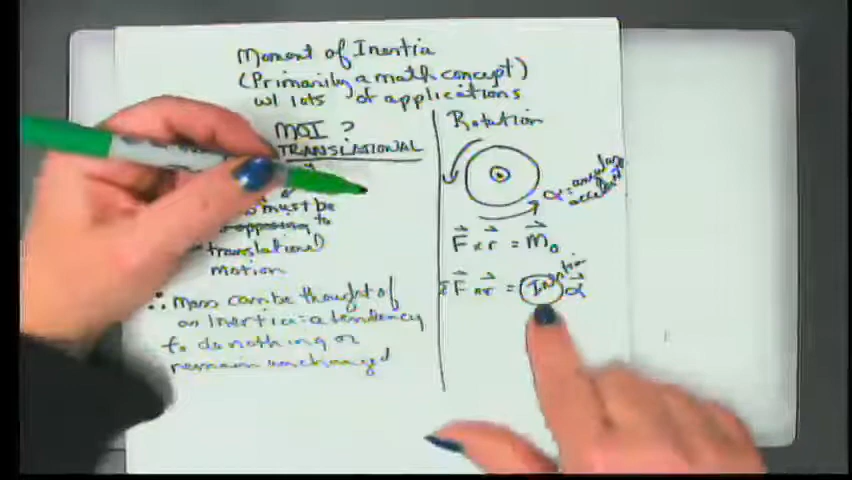 Moment of Inertia
(Primarily a math concept)
w/ lots of applications
MOI ?
TRANSLATIONAL
must be
opposing to
translational
motion
∴ Mass can be thought of
as Inertia = a tendency
to do nothing or
remain unchanged
Rotation
α = angular
F x r = M₀
Inertia
ΣF x r = I α